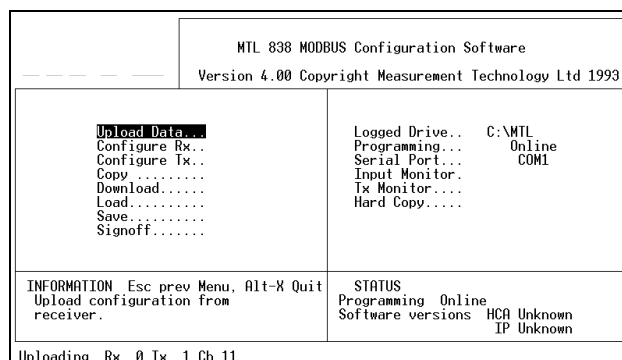 MTL 838 MODBUS Configuration Software
Version 4.00 Copyright Measurement Technology Ltd 1993
Upload Data...
Configure Rx..
Configure Tx..
Copy .........
Download......
Load..........
Save..........
Signoff.......
Logged Drive.. C:\MTL
Programming... Online
Serial Port... COM1
Input Monitor.
Tx Monitor....
Hard Copy.....
INFORMATION Esc prev Menu, Alt-X Quit
Upload configuration from
receiver.
STATUS
Programming Online
Software versions HCA Unknown
IP Unknown
Uploading Rx 0 Tx 1 Ch 11